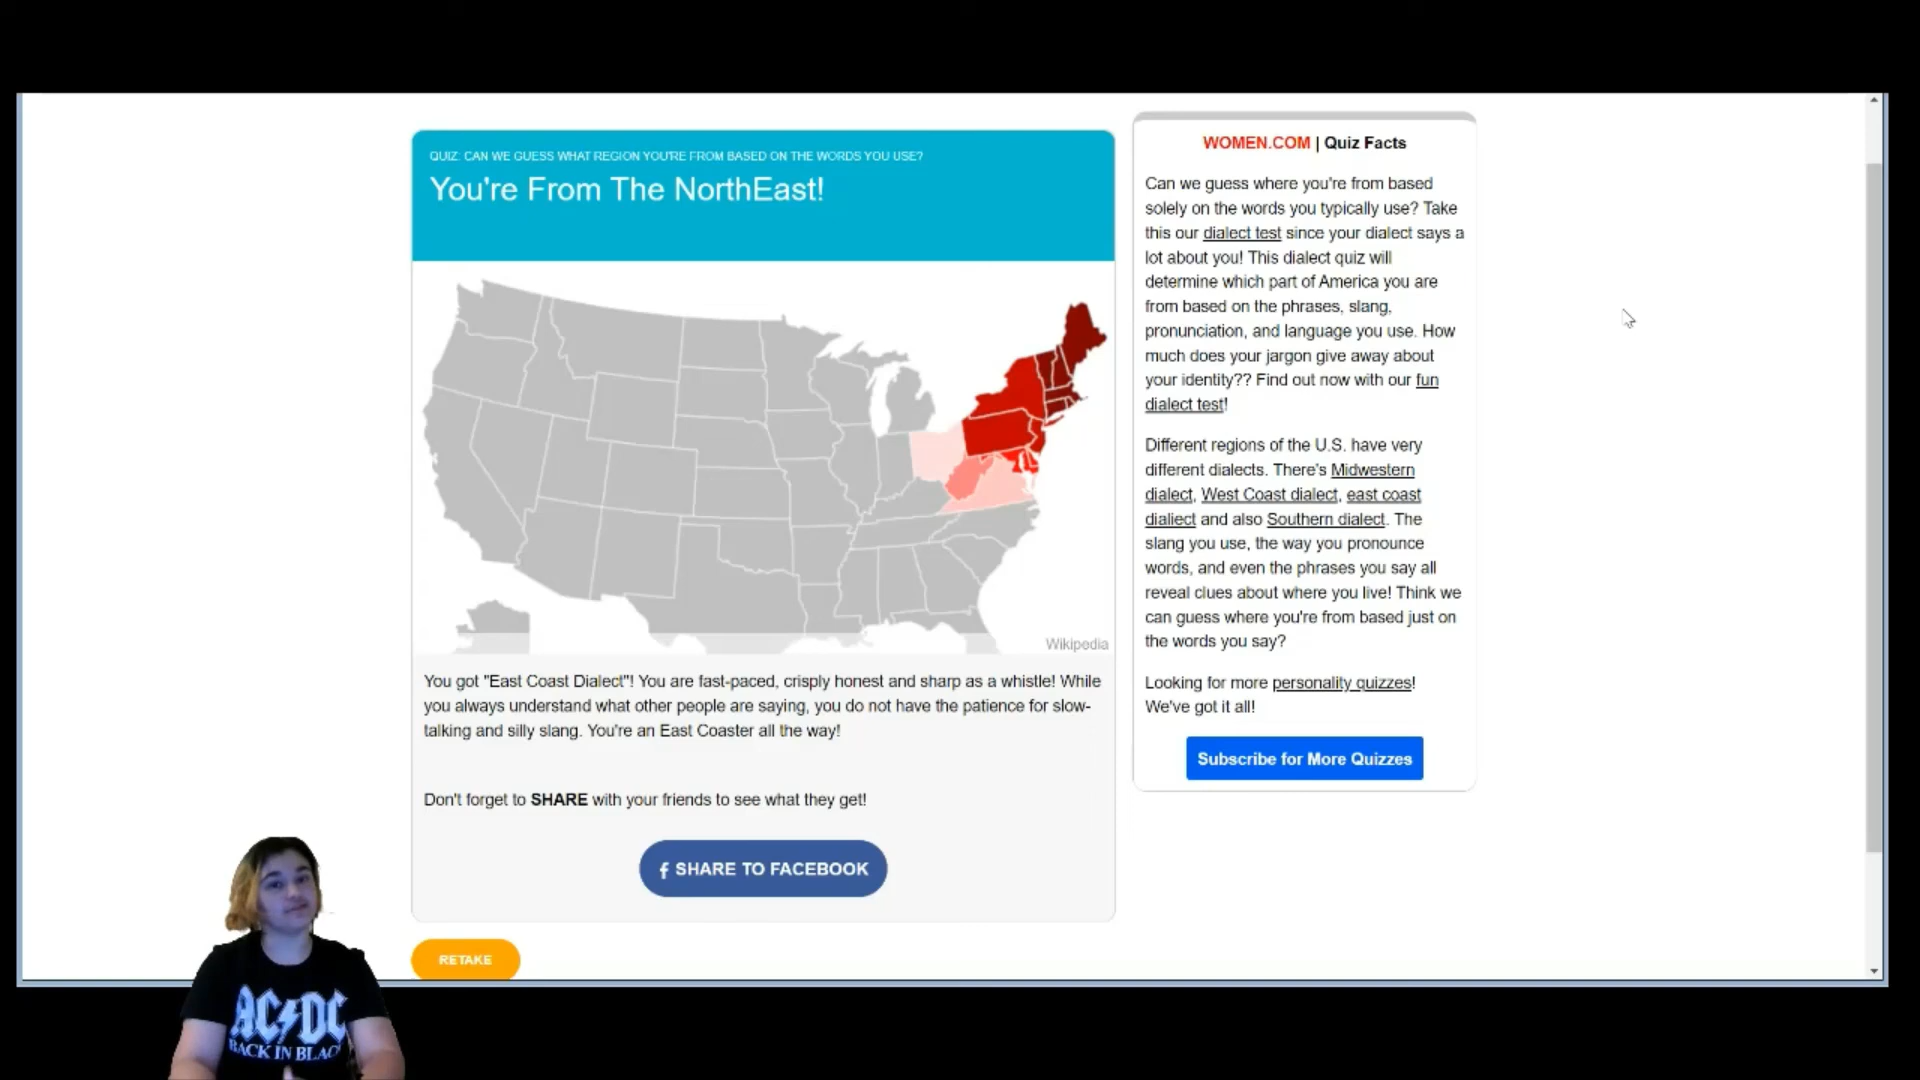 QUIZ: CAN WE GUESS WHAT REGION YOU'RE FROM BASED ON THE WORDS YOU USE?
You're From The NorthEast!
Wikipedia
You got "East Coast Dialect"! You are fast-paced, crisply honest and sharp as a whistle! While
you always understand what other people are saying, you do not have the patience for slow-
talking and silly slang. You're an East Coaster all the way!
Don't forget to SHARE with your friends to see what they get!
f SHARE TO FACEBOOK
RETAKE
WOMEN.COM | Quiz Facts
Can we guess where you're from based
solely on the words you typically use? Take
this our dialect test since your dialect says a
lot about you! This dialect quiz will
determine which part of America you are
from based on the phrases, slang,
pronunciation, and language you use. How
much does your jargon give away about
your identity?? Find out now with our fun
dialect test!
Different regions of the U.S. have very
different dialects. There's Midwestern
dialect, West Coast dialect, east coast
dialiect and also Southern dialect. The
slang you use, the way you pronounce
words, and even the phrases you say all
reveal clues about where you live! Think we
can guess where you're from based just on
the words you say?
Looking for more personality quizzes!
We've got it all!
Subscribe for More Quizzes
AC/DC
BACK IN BLACK